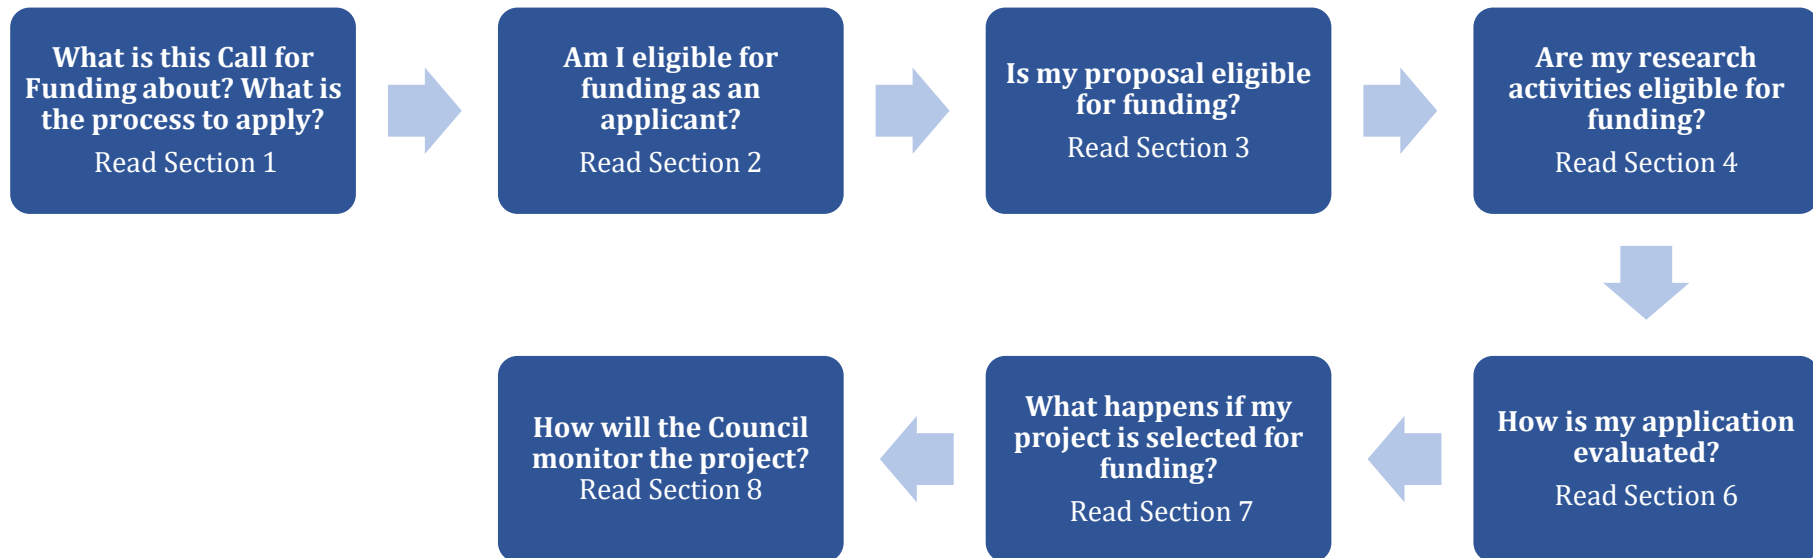 What is this Call for
Funding about? What is
the process to apply?
Read Section 1
Am I eligible for
funding as an
applicant?
Read Section 2
Is my proposal eligible
for funding?
Read Section 3
Are my research
activities eligible for
funding?
Read Section 4
How is my application
evaluated?
Read Section 6
What happens if my
project is selected for
funding?
Read Section 7
How will the Council
monitor the project?
Read Section 8